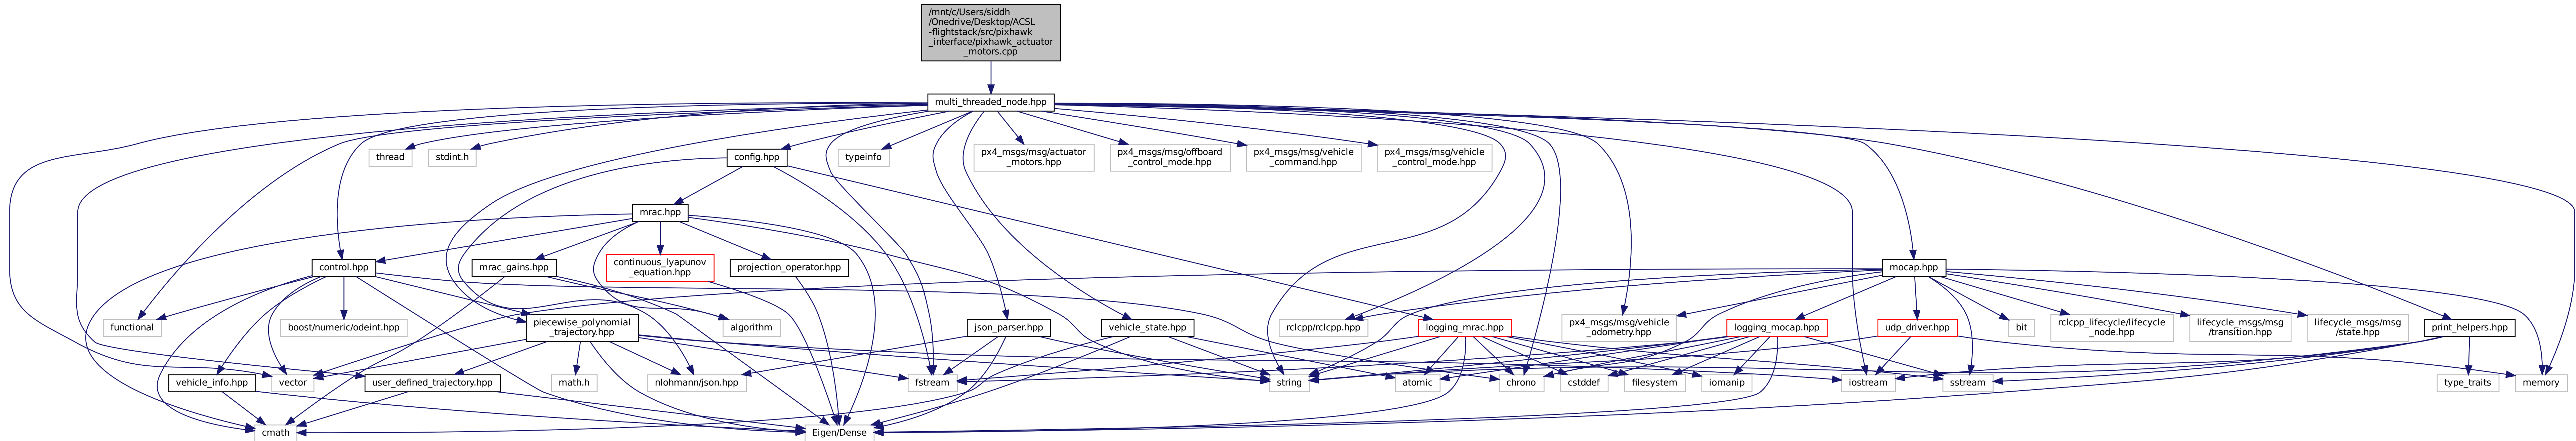 /mnt/c/Users/siddh
/Onedrive/Desktop/ACSL
-flightstack/src/pixhawk
_interface/pixhawk_actuator
_motors.cpp
multi_threaded_node.hpp
thread
stdint.h
config.hpp
typeinfo
px4_msgs/msg/actuator
_motors.hpp
px4_msgs/msg/offboard
_control_mode.hpp
px4_msgs/msg/vehicle
_command.hpp
px4_msgs/msg/vehicle
_control_mode.hpp
mrac.hpp
control.hpp
mrac_gains.hpp
continuous_lyapunov
_equation.hpp
projection_operator.hpp
mocap.hpp
functional
boost/numeric/odeint.hpp
piecewise_polynomial
_trajectory.hpp
algorithm
json_parser.hpp
vehicle_state.hpp
rclcpp/rclcpp.hpp
logging_mrac.hpp
px4_msgs/msg/vehicle
_odometry.hpp
logging_mocap.hpp
udp_driver.hpp
bit
rclcpp_lifecycle/lifecycle
_node.hpp
lifecycle_msgs/msg
/transition.hpp
lifecycle_msgs/msg
/state.hpp
print_helpers.hpp
vehicle_info.hpp
vector
user_defined_trajectory.hpp
math.h
nlohmann/json.hpp
fstream
string
atomic
chrono
cstddef
filesystem
iomanip
iostream
sstream
type_traits
memory
cmath
Eigen/Dense